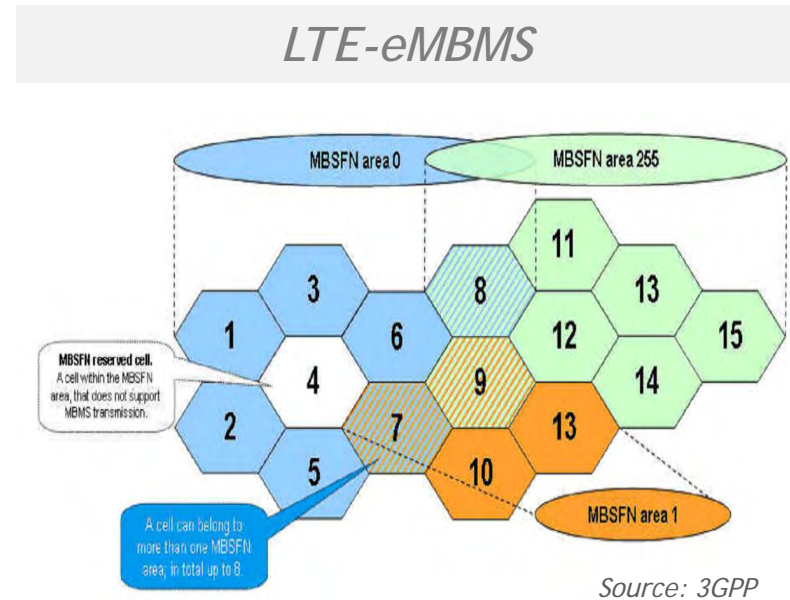 LTE-eMBMS
MBSFN area 0
MBSFN area 255
11
3
8
13
1
6
12
15
MBSFN reserved cell.
A cell within the MBSFN
area, that does not support
MBMS transmission.
4
9
14
2
7
13
5
10
A cell can belong to
more than one MBSFN
area; in total up to 8.
MBSFN area 1
Source: 3GPP